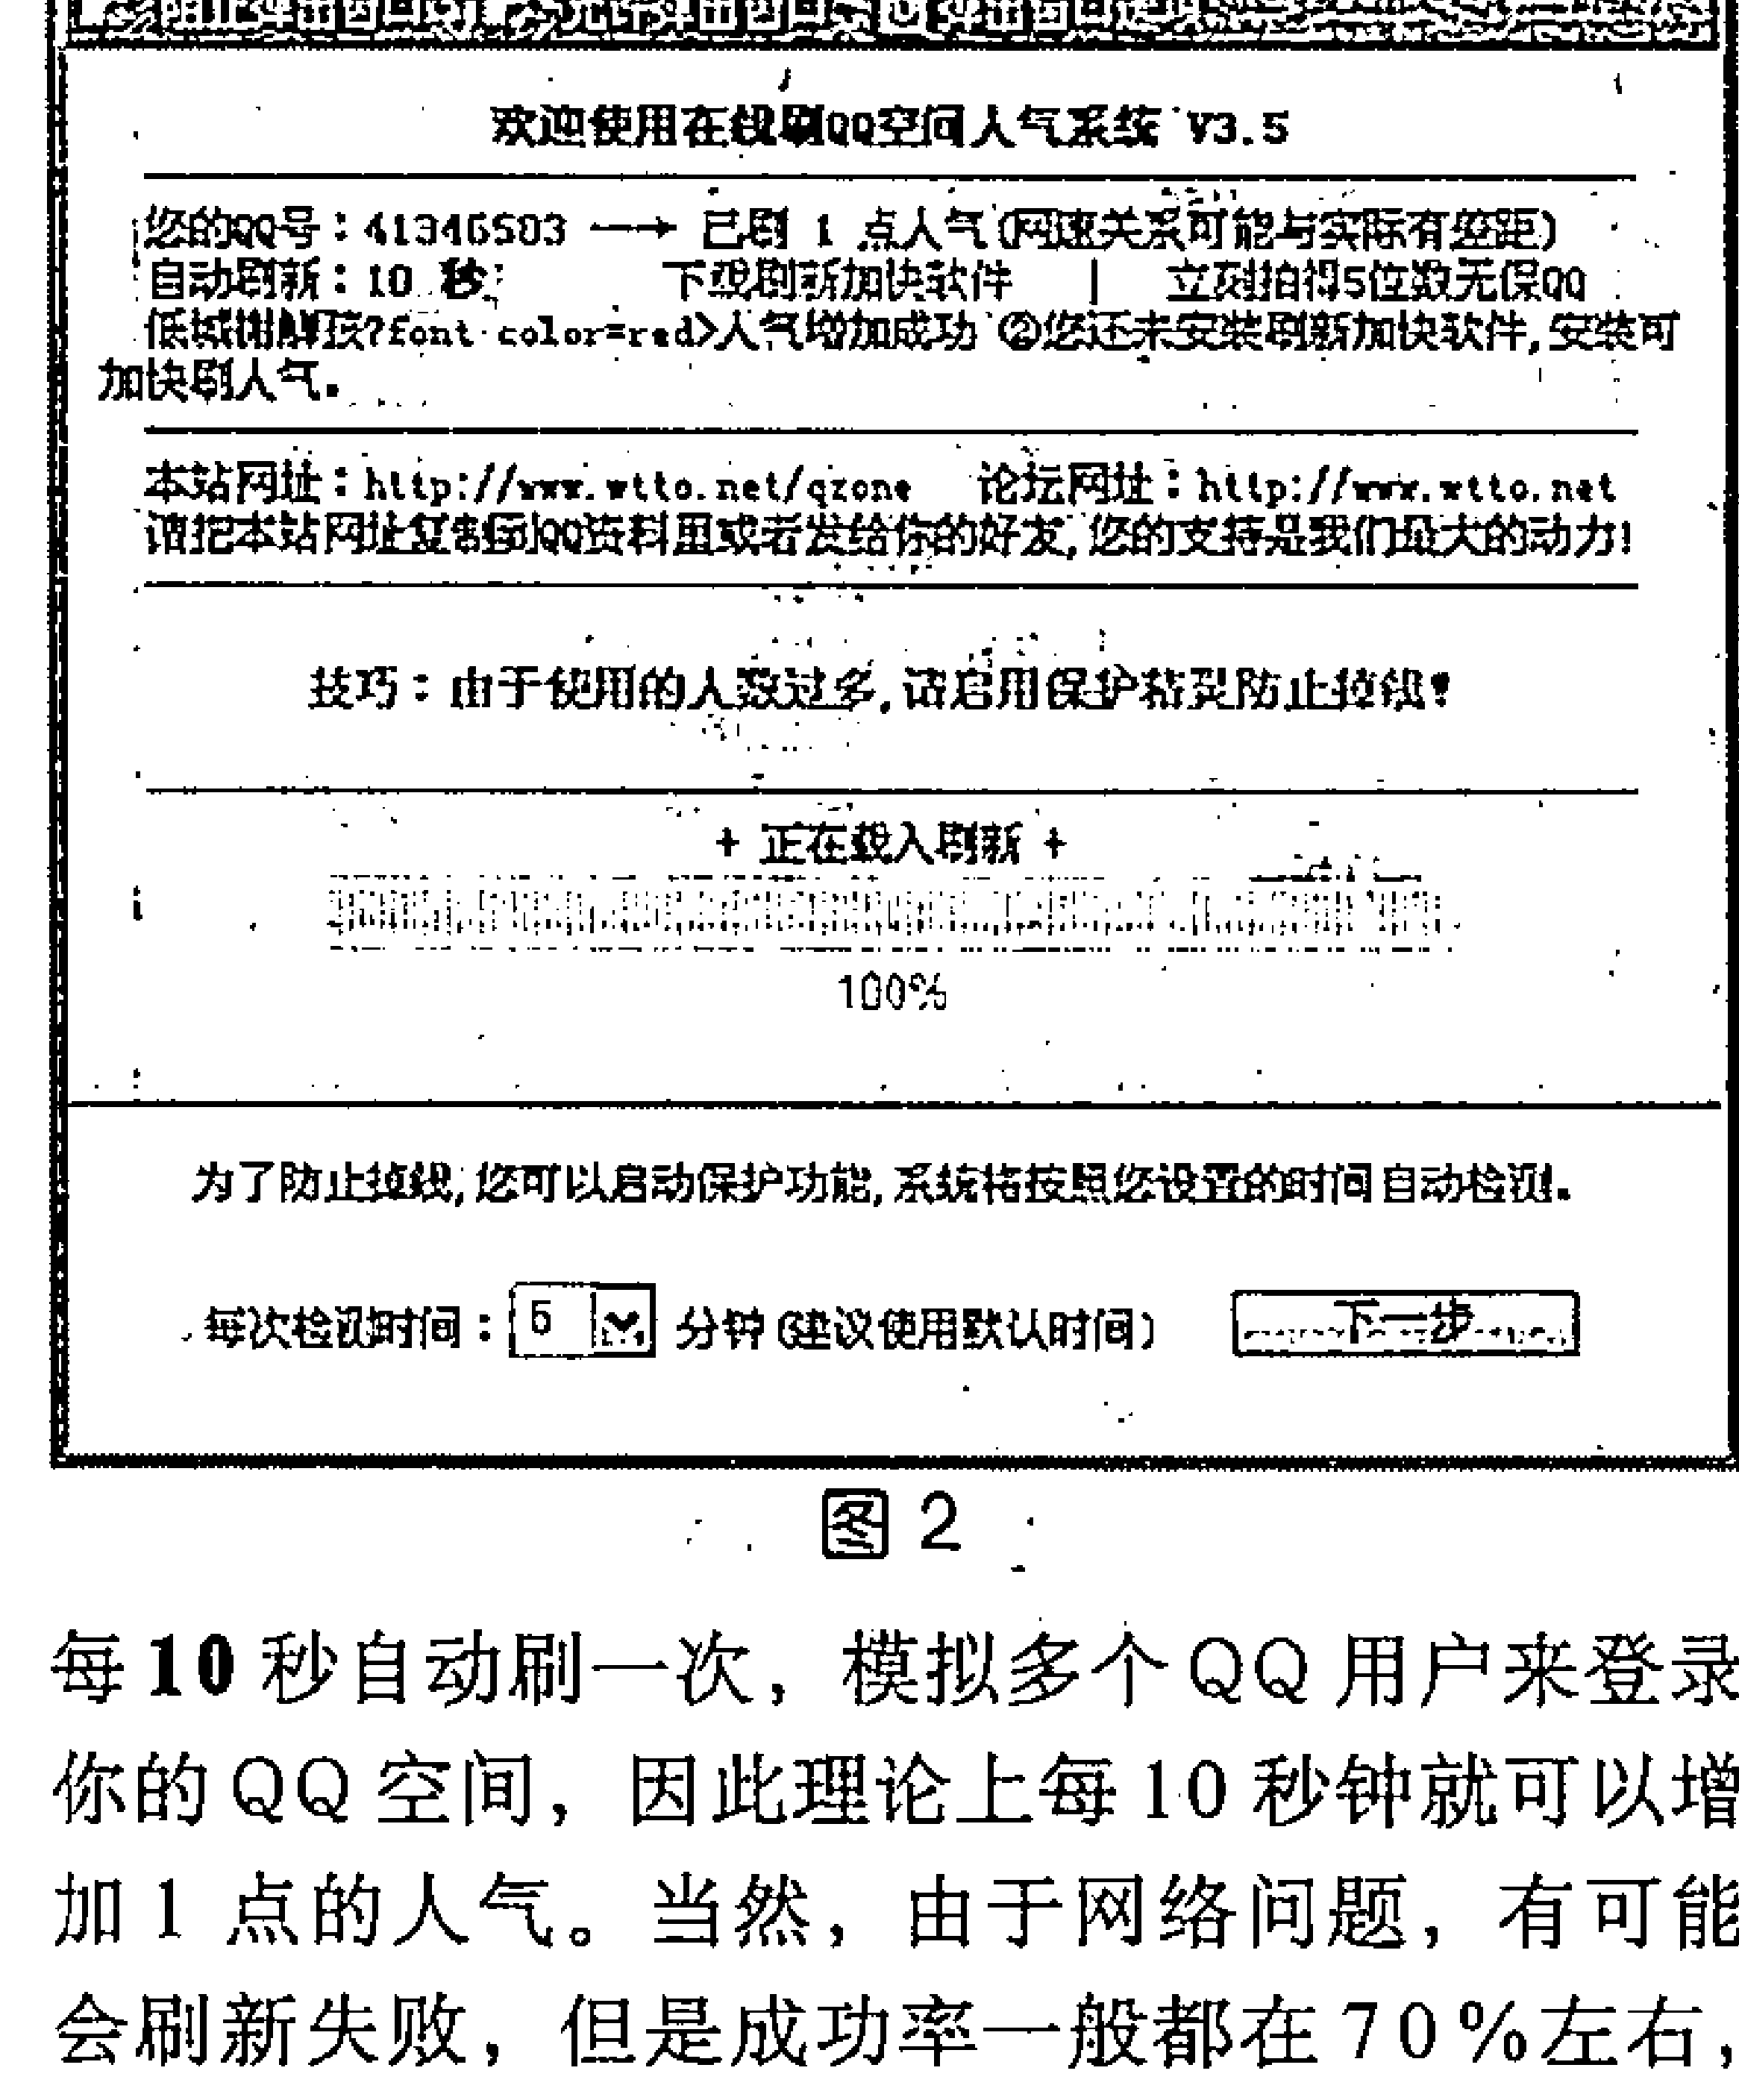 欢迎使用在线刷QQ空间人气系统 V3.5
您的QQ号：41346503 ─→ 已刷 1 点人气(网速关系可能与实际有差距)
自动刷新：10 秒 下载刷新加快软件 | 立刻拍得5位数无保QQ
?font color=red>人气增加成功 ②您还未安装刷新加快软件,安装可
加快刷人气。
本站网址：http://www.wtto.net/qzone 论坛网址：http://www.wtto.net
请把本站网址复制到QQ资料里或者发给你的好友,您的支持是我们最大的动力!
技巧：由于使用的人数过多,请启用保护装置防止掉线!
+ 正在载入刷新 +
100%
为了防止掉线,您可以启动保护功能,系统将按照您设置的时间自动检测。
每次检测时间： 5 分钟(建议使用默认时间) 下一步
图 2
每 10 秒自动刷一次，模拟多个 QQ 用户来登录
你的 QQ 空间，因此理论上每 10 秒钟就可以增
加 1 点的人气。当然，由于网络问题，有可能
会刷新失败，但是成功率一般都在 70%左右，